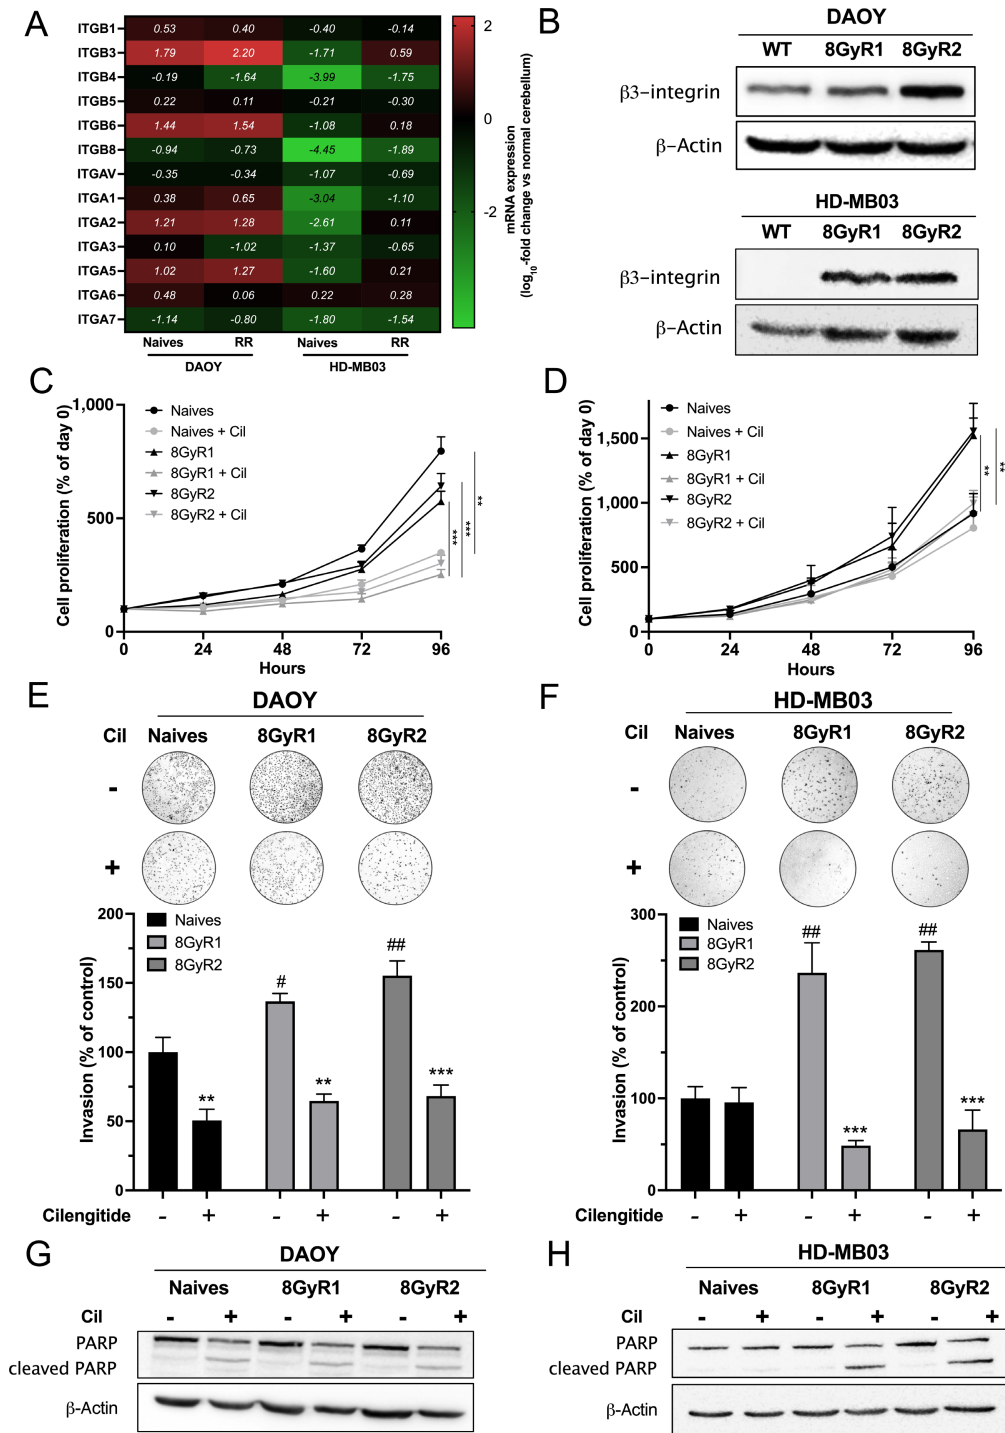 A
ITGB1 0.53 0.40 -0.40 -0.14
ITGB3 1.79 2.20 -1.71 0.59
ITGB4 -0.19 -1.64 -3.99 -1.75
ITGB5 0.22 0.11 -0.21 -0.30
ITGB6 1.44 1.54 -1.08 0.18
ITGB8 -0.94 -0.73 -4.45 -1.89
ITGAV -0.35 -0.34 -1.07 -0.69
ITGA1 0.38 0.65 -3.04 -1.10
ITGA2 1.21 1.28 -2.61 0.11
ITGA3 0.10 -1.02 -1.37 -0.65
ITGA5 1.02 1.27 -1.60 0.21
ITGA6 0.48 0.06 0.22 0.28
ITGA7 -1.14 -0.80 -1.80 -1.54
Naives RR Naives RR
DAOY HD-MB03
2
0
-2
mRNA expression
(log10-fold change vs normal cerebellum)
B
DAOY
WT 8GyR1 8GyR2
β3-integrin
β-Actin
HD-MB03
WT 8GyR1 8GyR2
β3-integrin
β-Actin
C
Cell proliferation (% of day 0)
1,000
500
0
Naives
Naives + Cil
8GyR1
8GyR1 + Cil
8GyR2
8GyR2 + Cil
***
***
**
0 24 48 72 96
Hours
D
Cell proliferation (% of day 0)
1,500
1,000
500
0
Naives
Naives + Cil
8GyR1
8GyR1 + Cil
8GyR2
8GyR2 + Cil
**
**
0 24 48 72 96
Hours
E
DAOY
Cil Naives 8GyR1 8GyR2
-
+
Invasion (% of control)
200
150
100
50
0
Naives
8GyR1
8GyR2
**
#
**
##
***
Cilengitide - + - + - +
F
HD-MB03
Cil Naives 8GyR1 8GyR2
-
+
Invasion (% of control)
300
200
100
0
Naives
8GyR1
8GyR2
##
***
##
***
Cilengitide - + - + - +
G
DAOY
Naives 8GyR1 8GyR2
Cil - + - + - +
PARP
cleaved PARP
β-Actin
H
HD-MB03
Naives 8GyR1 8GyR2
Cil - + - + - +
PARP
cleaved PARP
β-Actin